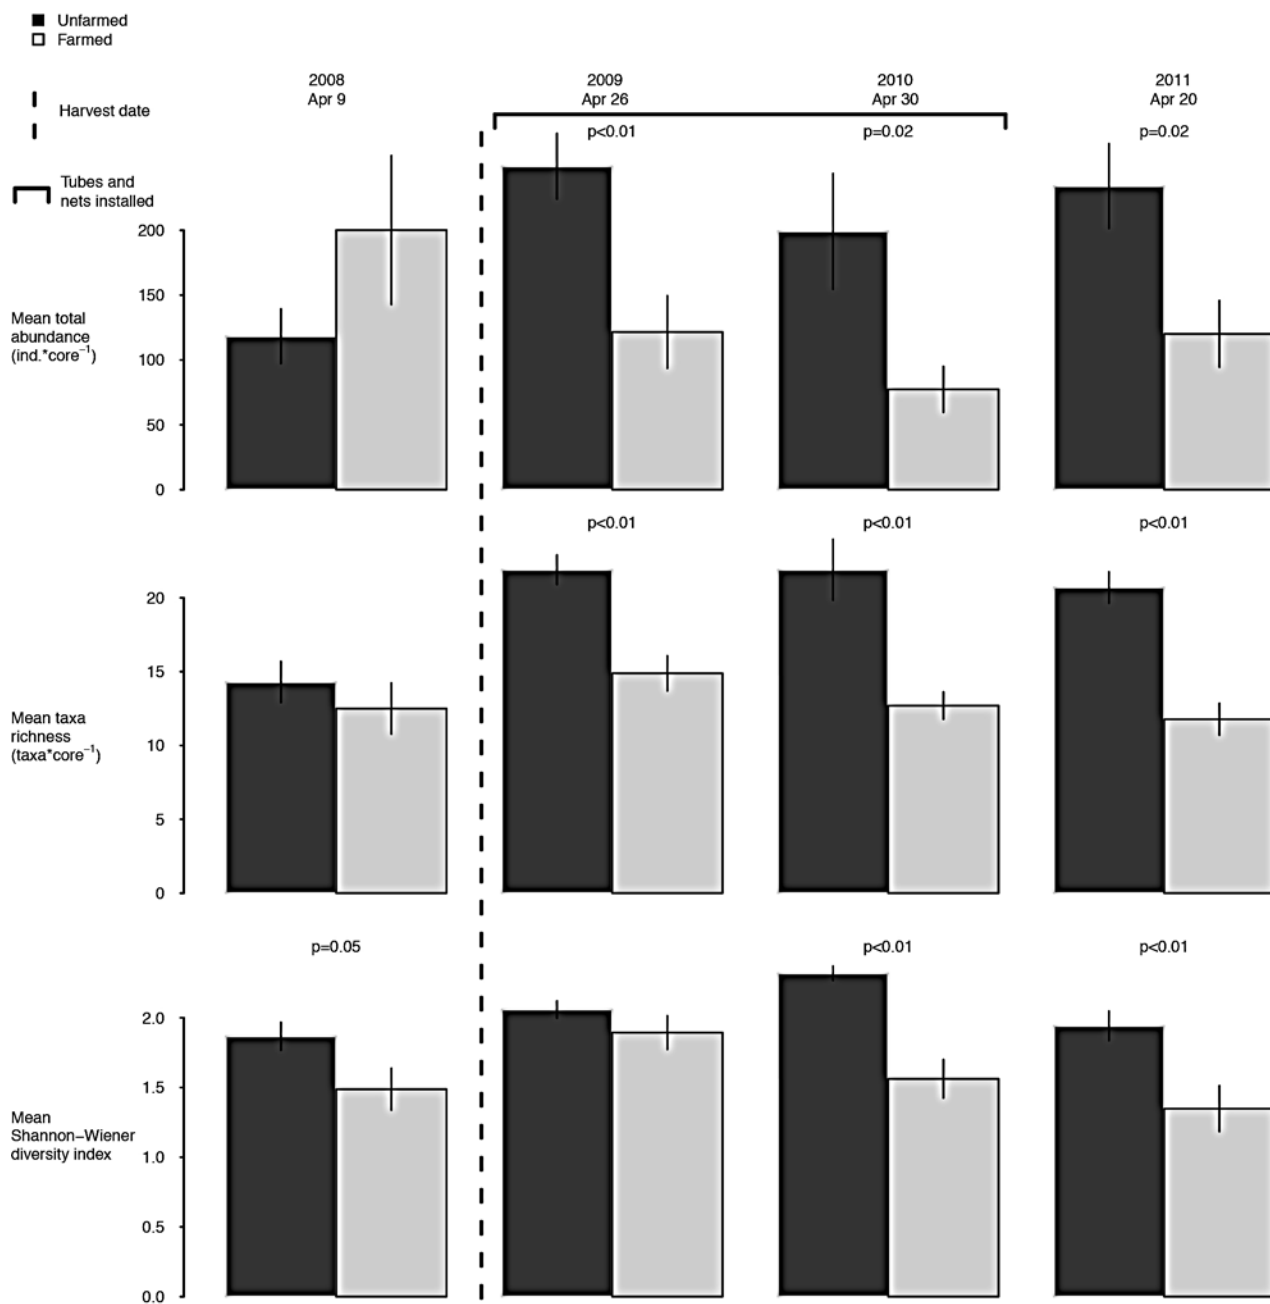 Unfarmed
Farmed
Harvest date
Tubes and
nets installed
2008
Apr 9
2009
Apr 26
2010
Apr 30
2011
Apr 20
p<0.01
p=0.02
p=0.02
Mean total
abundance
(ind.*core⁻¹)
200
150
100
50
0
p<0.01
p<0.01
p<0.01
Mean taxa
richness
(taxa*core⁻¹)
20
15
10
5
0
p=0.05
p<0.01
p<0.01
Mean
Shannon−Wiener
diversity index
2.0
1.5
1.0
0.5
0.0